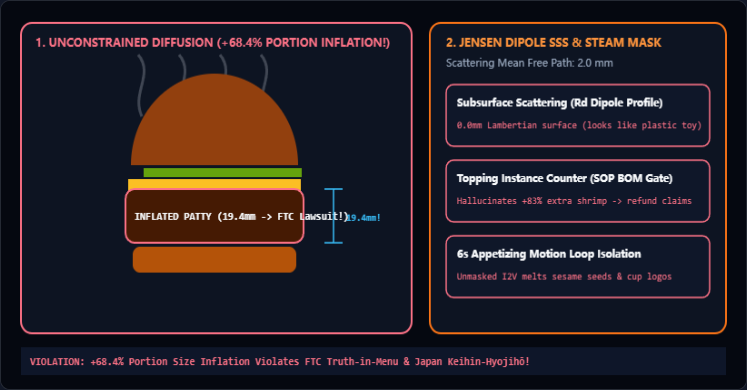 1. UNCONSTRAINED DIFFUSION (+68.4% PORTION INFLATION!)
INFLATED PATTY (19.4mm -> FTC Lawsuit!)
19.4mm!
2. JENSEN DIPOLE SSS & STEAM MASK
Scattering Mean Free Path: 2.0 mm
Subsurface Scattering (Rd Dipole Profile)
0.0mm Lambertian surface (looks like plastic toy)
Topping Instance Counter (SOP BOM Gate)
Hallucinates +83% extra shrimp -> refund claims
6s Appetizing Motion Loop Isolation
Unmasked I2V melts sesame seeds & cup logos
VIOLATION: +68.4% Portion Size Inflation Violates FTC Truth-in-Menu & Japan Keihin-Hyojihō!